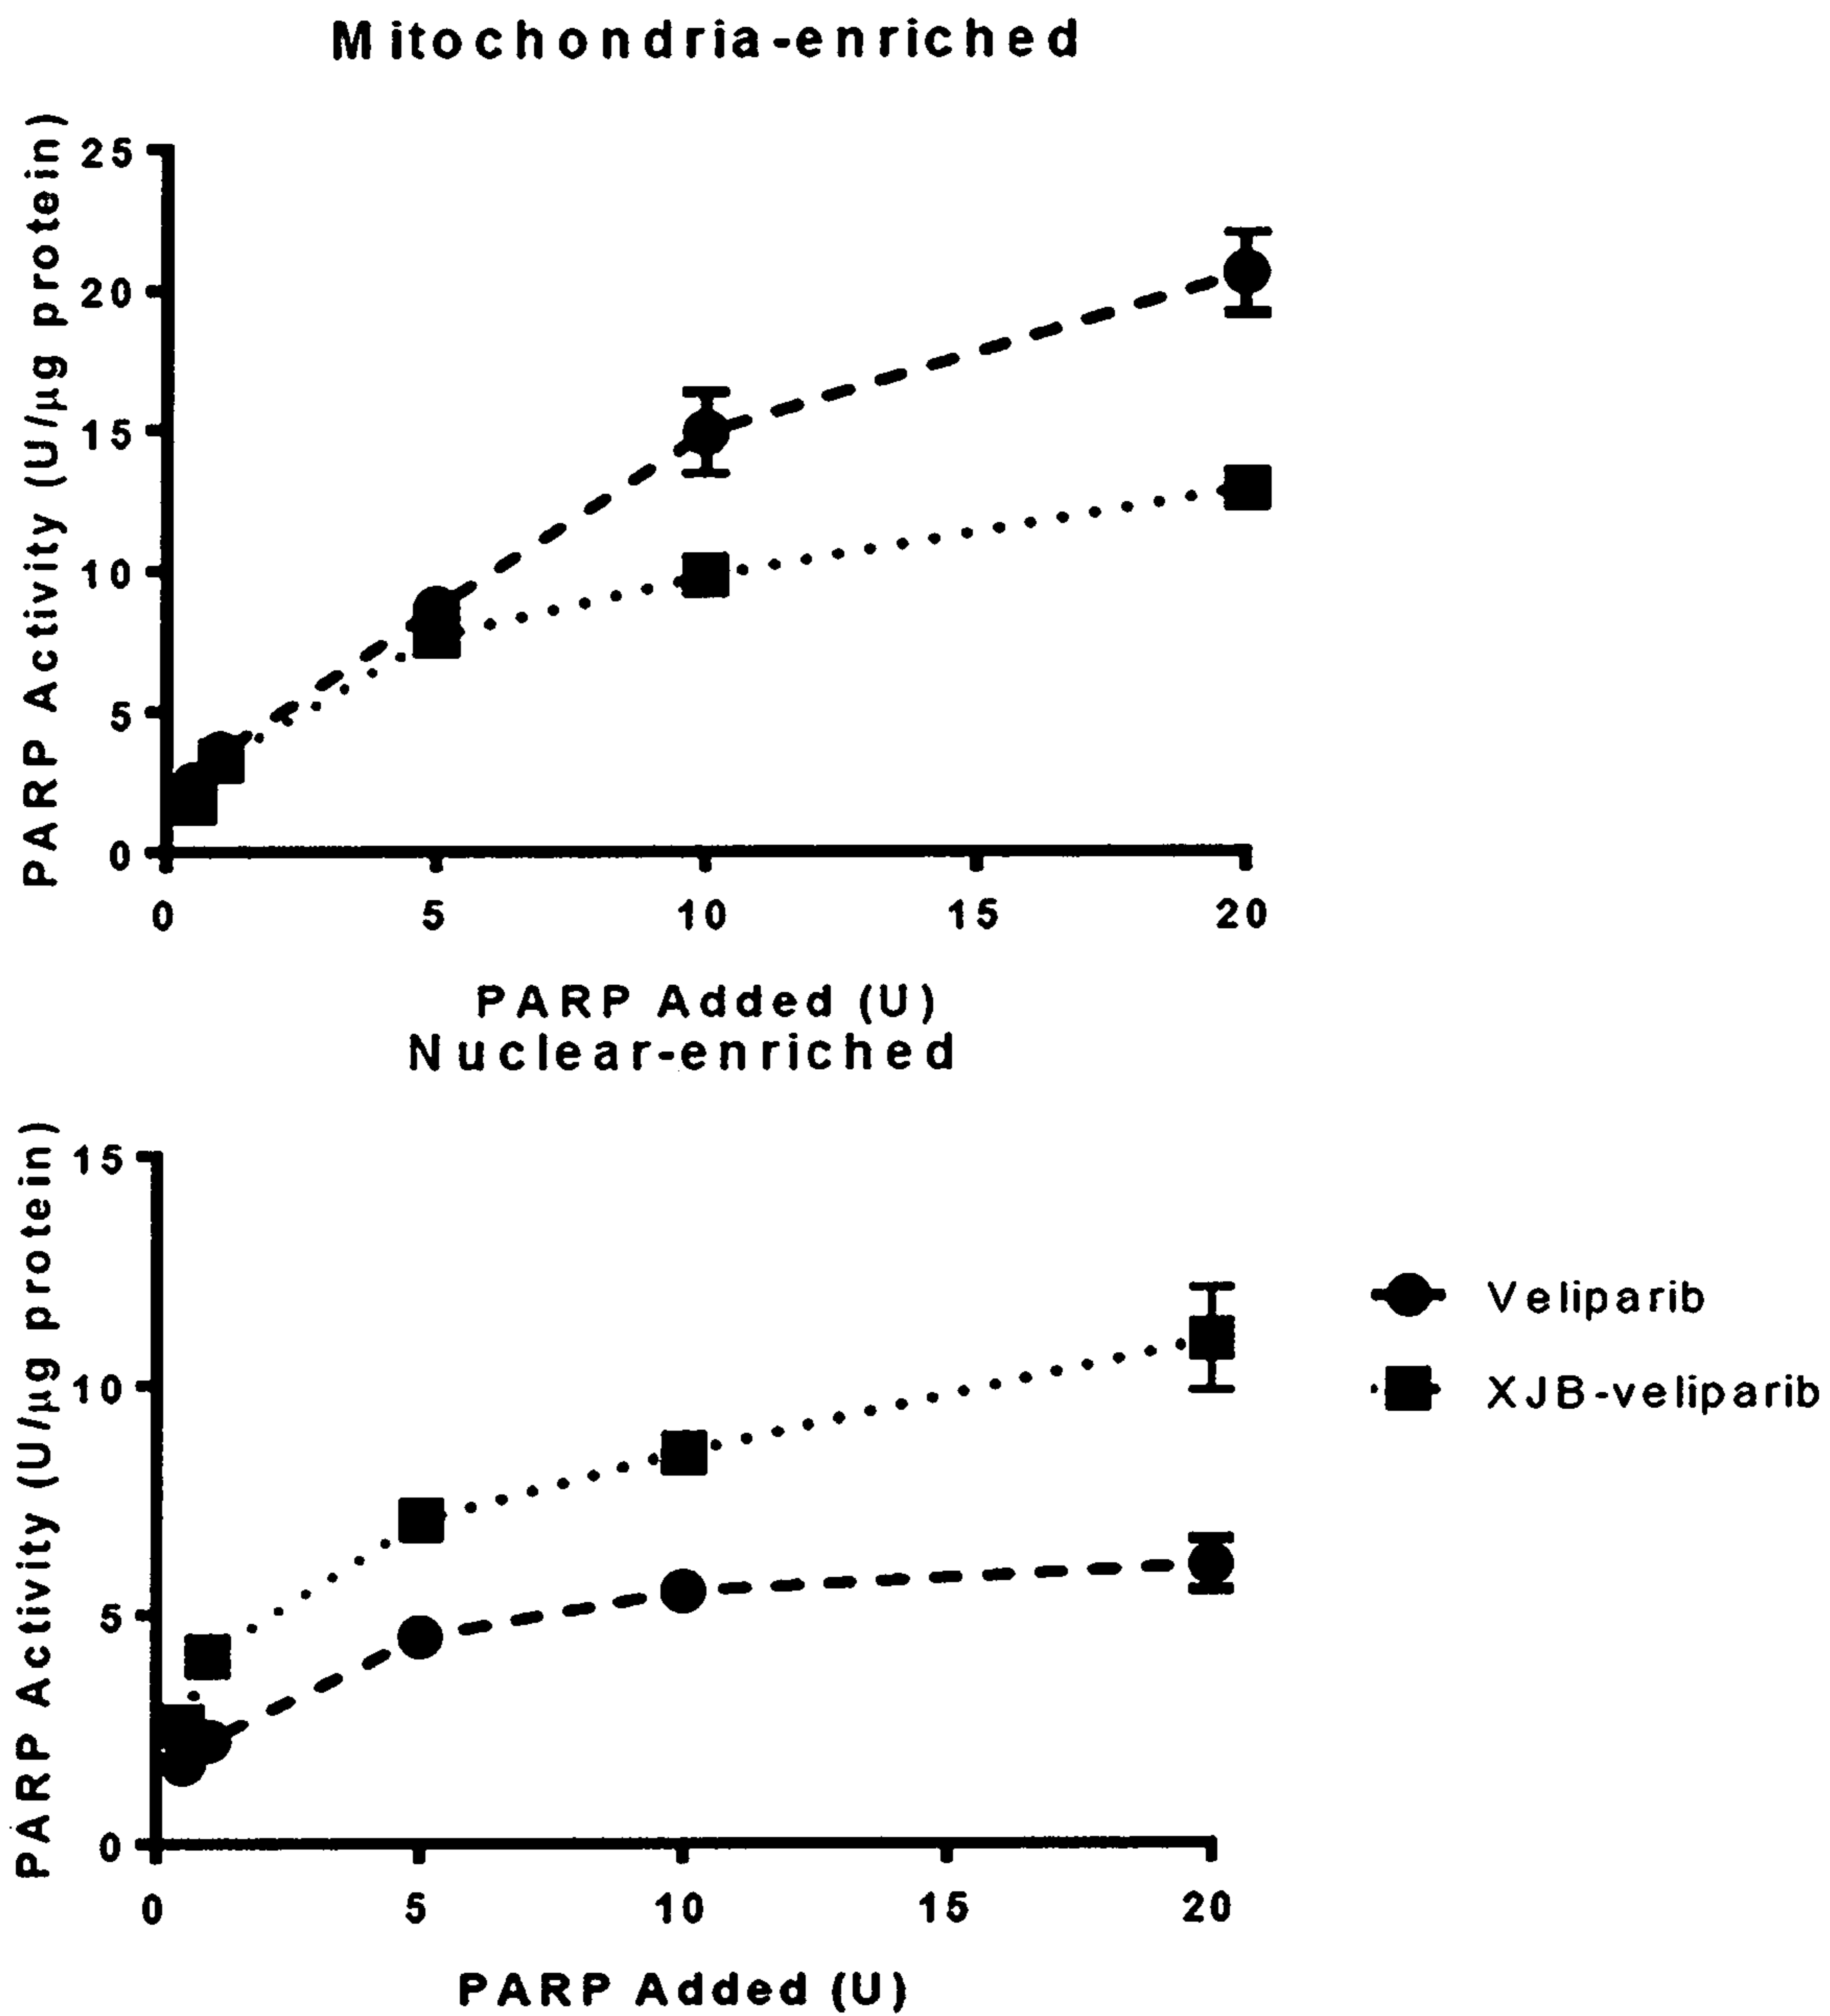 Mitochondria-enriched
PARP Activity (U/µg protein)
25
20
15
10
5
0
0 5 10 15 20
PARP Added (U)
Nuclear-enriched
PARP Activity (U/µg protein)
15
10
5
0
0 5 10 15 20
PARP Added (U)
Veliparib
XJB-veliparib